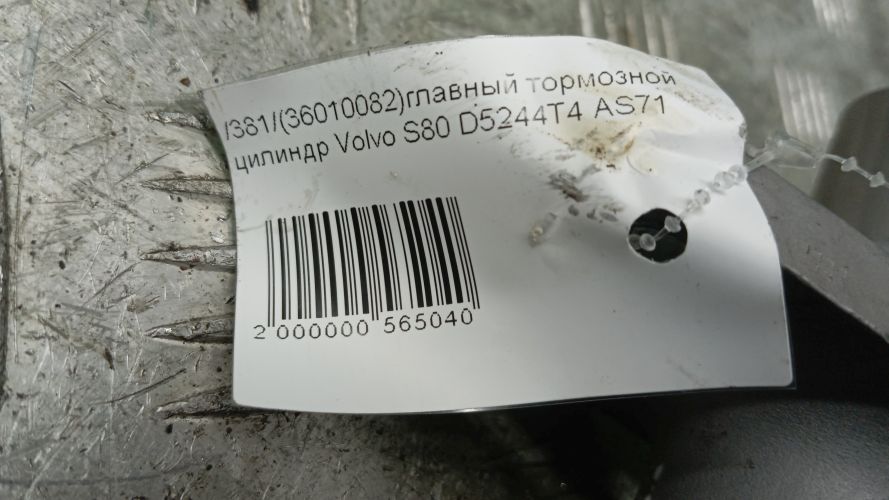 /381/(36010082)главный тормозной
цилиндр Volvo S80 D5244T4 AS71
2 000000 565040